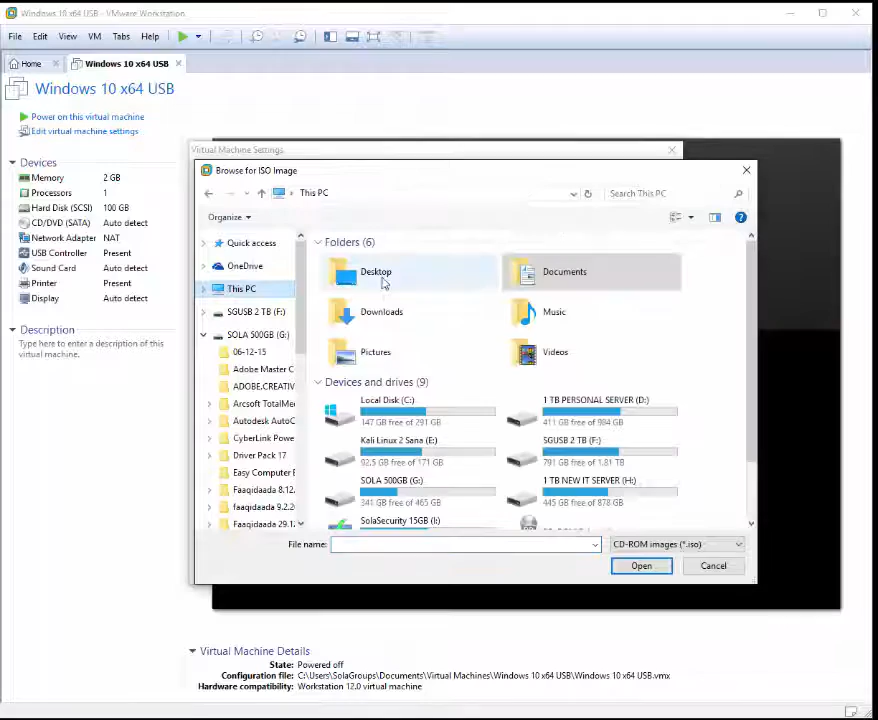 Windows 10 x64 USB - VMware Workstation
File Edit View VM Tabs Help
Home Windows 10 x64 USB
Windows 10 x64 USB
Power on this virtual machine
Edit virtual machine settings
Devices
Memory 2 GB
Processors 1
Hard Disk (SCSI) 100 GB
CD/DVD (SATA) Auto detect
Network Adapter NAT
USB Controller Present
Sound Card Auto detect
Printer Present
Display Auto detect
Description
Type here to enter a description of this
virtual machine.
Virtual Machine Settings
Browse for ISO Image
This PC
Search This PC
Organize
Quick access
OneDrive
This PC
SGUSB 2 TB (F:)
SOLA 500GB (G:)
06-12-15
Adobe Master C
ADOBE.CREATIV
Arcsoft TotalMe
Autodesk AutoC
CyberLink Powe
Driver Pack 17
Easy Computer E
Faaqidaada 8.12.
faaqidaada 9.2.2
Faaqidaada 29.1
Folders (6)
Desktop
Documents
Downloads
Music
Pictures
Videos
Devices and drives (9)
Local Disk (C:)
147 GB free of 291 GB
1 TB PERSONAL SERVER (D:)
411 GB free of 984 GB
Kali Linux 2 Sana (E:)
92.5 GB free of 171 GB
SGUSB 2 TB (F:)
791 GB free of 1.81 TB
SOLA 500GB (G:)
341 GB free of 465 GB
1 TB NEW IT SERVER (H:)
445 GB free of 878 GB
SolaSecurity 15GB (I:)
File name:
CD-ROM images (*.iso)
Open
Cancel
Virtual Machine Details
State: Powered off
Configuration file: C:\Users\SolaGroups\Documents\Virtual Machines\Windows 10 x64 USB\Windows 10 x64 USB.vmx
Hardware compatibility: Workstation 12.0 virtual machine